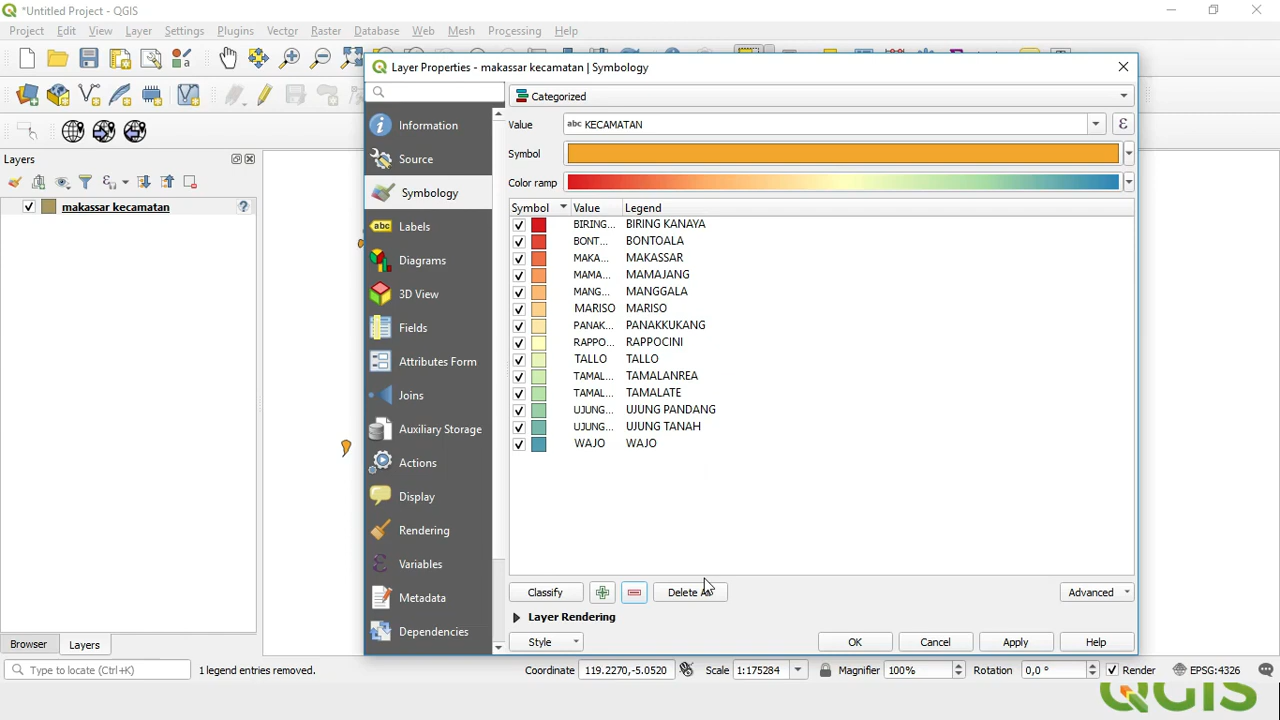 *Untitled Project - QGIS
Project Edit View Layer Settings Plugins Vector Raster Database Web Mesh Processing Help
Layer Properties - makassar kecamatan | Symbology
Layers
makassar kecamatan ?
Information
Source
Symbology
abc Labels
Diagrams
3D View
Fields
Attributes Form
Joins
Auxiliary Storage
Actions
Display
Rendering
Variables
Metadata
Dependencies
Categorized
Value abc KECAMATAN ε
Symbol
Color ramp
Symbol Value Legend
BIRING... BIRING KANAYA
BONT... BONTOALA
MAKA... MAKASSAR
MAMA... MAMAJANG
MANG... MANGGALA
MARISO MARISO
PANAK... PANAKKUKANG
RAPPO... RAPPOCINI
TALLO TALLO
TAMAL... TAMALANREA
TAMAL... TAMALATE
UJUNG... UJUNG PANDANG
UJUNG... UJUNG TANAH
WAJO WAJO
Classify Delete Advanced
Layer Rendering
Style OK Cancel Apply Help
Browser Layers
Type to locate (Ctrl+K) 1 legend entries removed. Coordinate 119.2270,-5.0520 Scale 1:175284 Magnifier 100% Rotation 0,0 ° Render EPSG:4326
QGIS